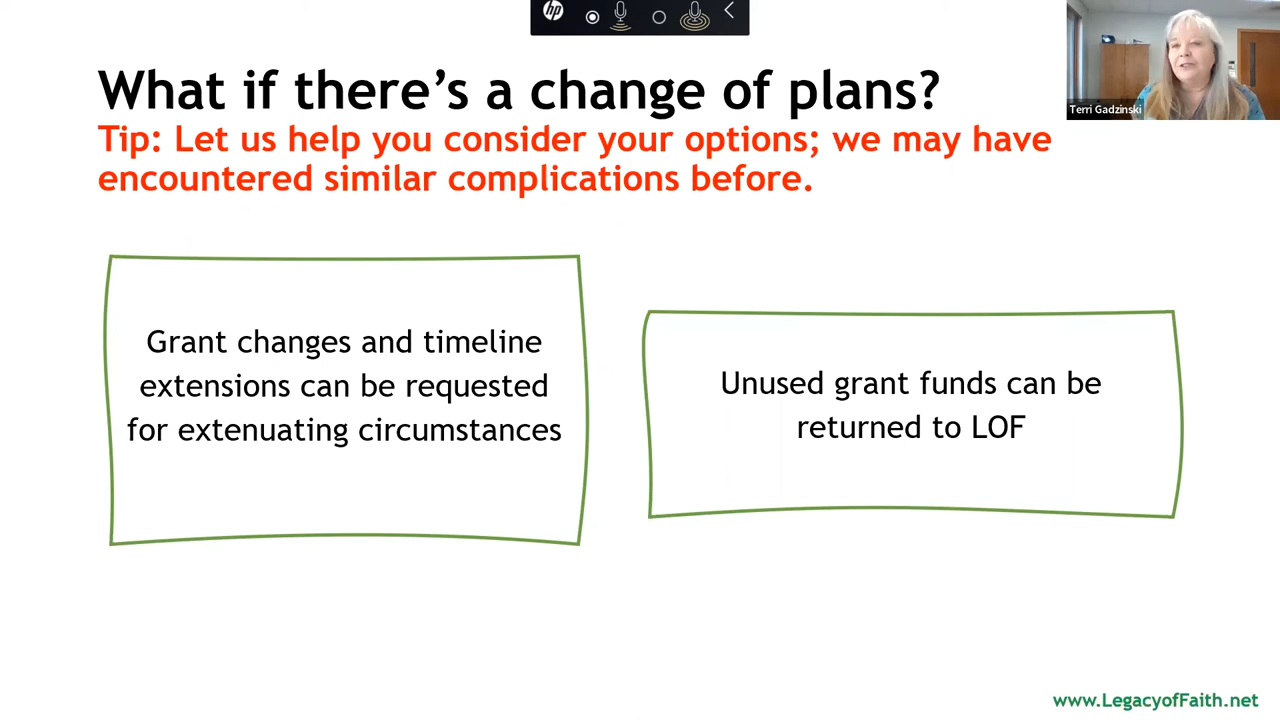 hp
What if there’s a change of plans?
Tip: Let us help you consider your options; we may have
encountered similar complications before.
Terri Gadzinski
Grant changes and timeline
extensions can be requested
for extenuating circumstances
Unused grant funds can be
returned to LOF
www.LegacyofFaith.net